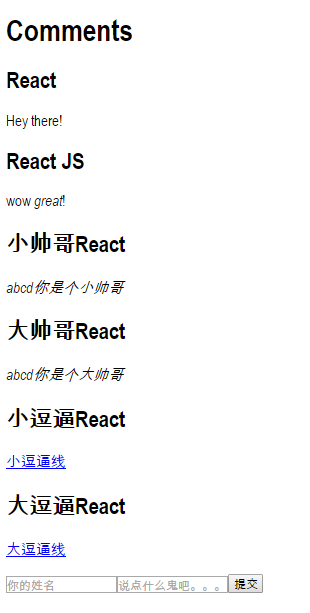 Comments
React
Hey there!
React JS
wow great!
小帅哥React
abcd你是个小帅哥
大帅哥React
abcd你是个大帅哥
小逗逼React
小逗逼线
大逗逼React
大逗逼线
你的姓名 说点什么鬼吧。。。 提交